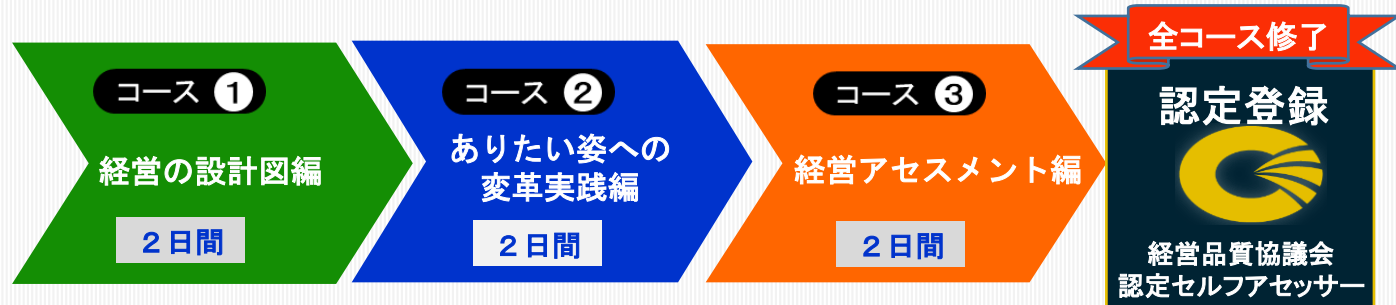 コース ①
経営の設計図編
２日間
コース ②
ありたい姿への
変革実践編
２日間
コース ③
経営アセスメント編
２日間
全コース修了
認定登録
経営品質協議会
認定セルフアセッサー